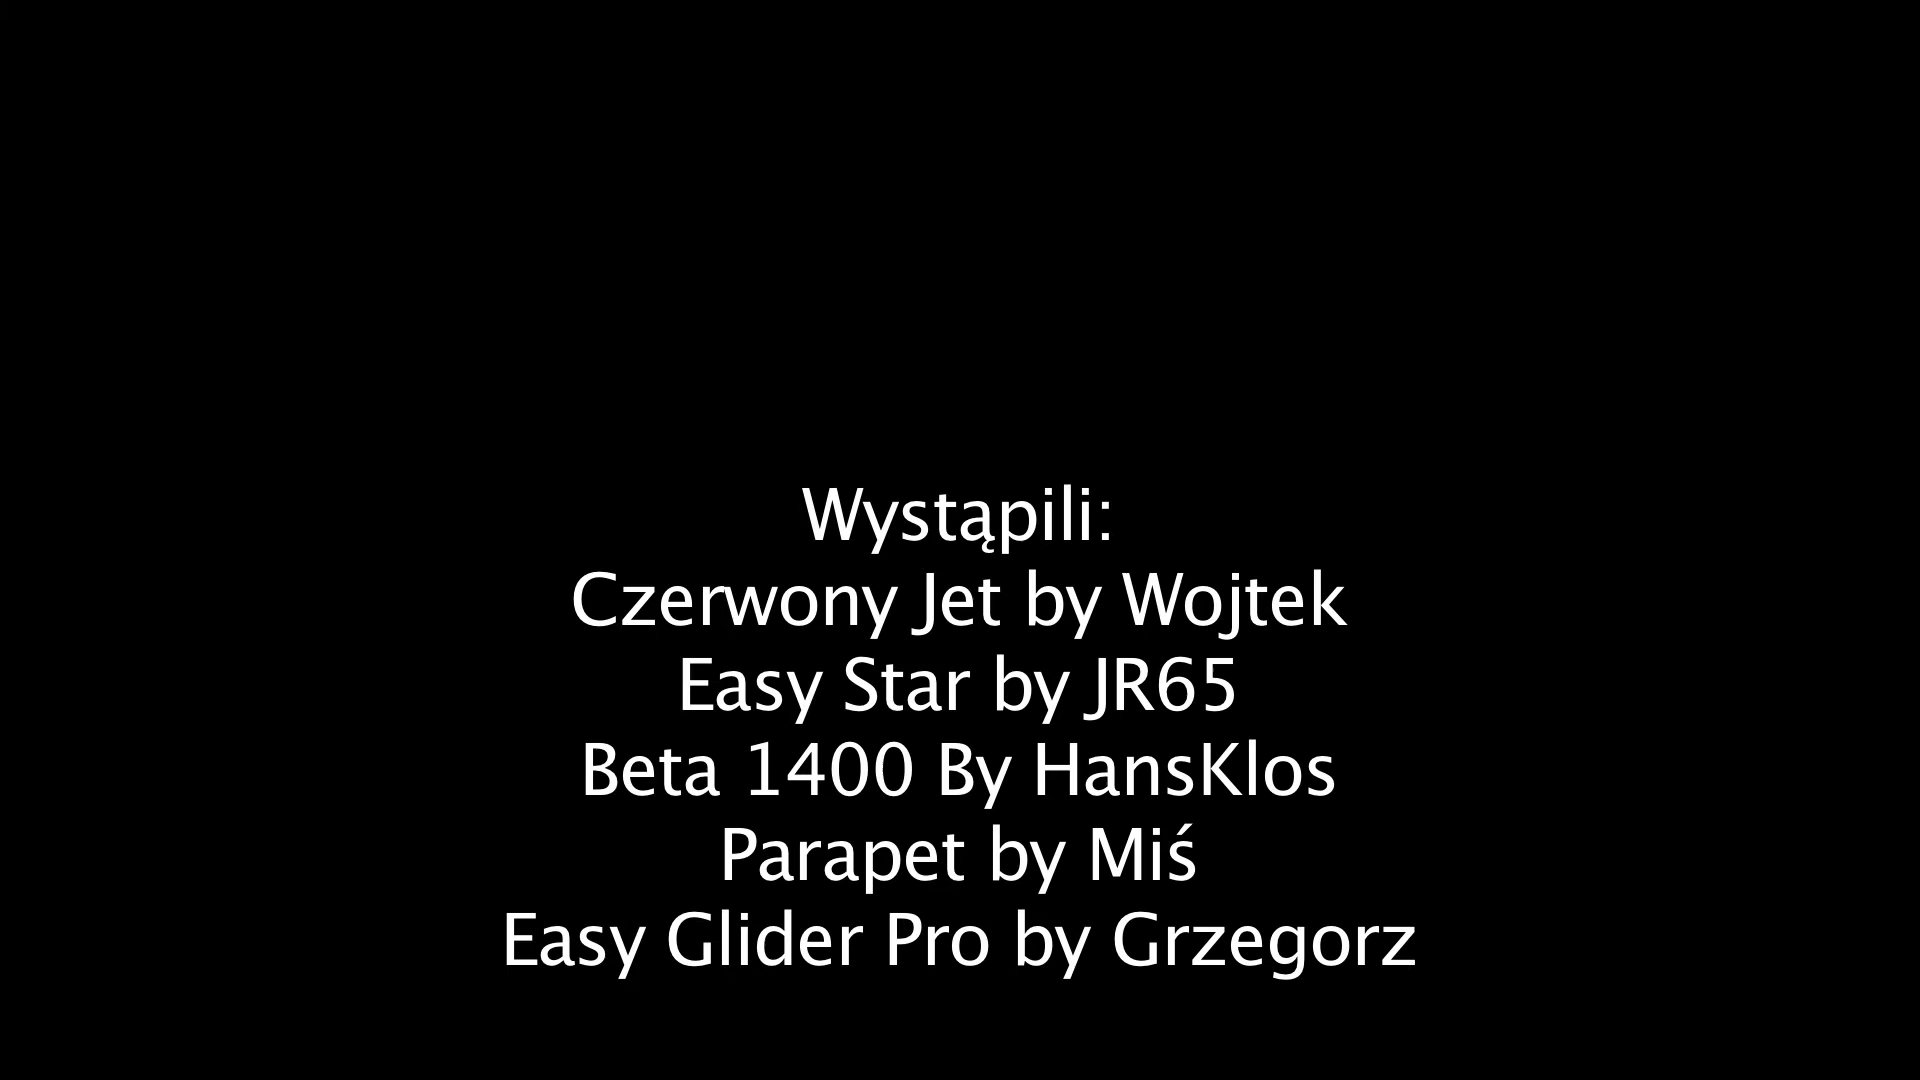 Wystąpili:
Czerwony Jet by Wojtek
Easy Star by JR65
Beta 1400 By HansKlos
Parapet by Miś
Easy Glider Pro by Grzegorz